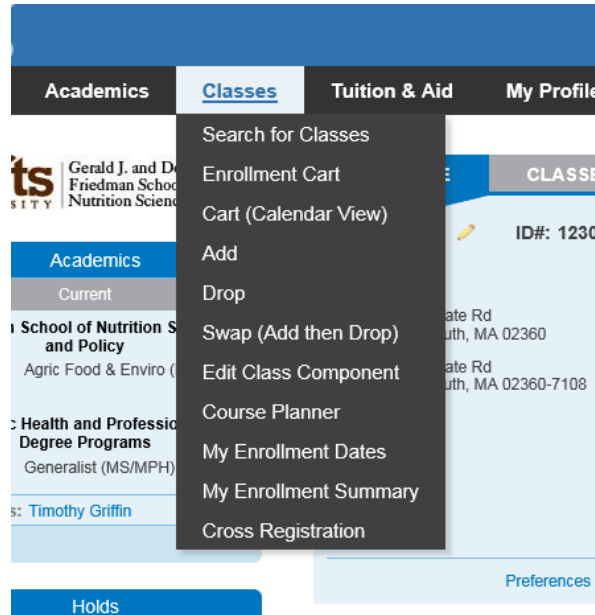 Academics Classes Tuition & Aid My Profile
Search for Classes
Enrollment Cart
Cart (Calendar View)
Add
Drop
Swap (Add then Drop)
Edit Class Component
Course Planner
My Enrollment Dates
My Enrollment Summary
Cross Registration
ts
SITY
Gerald J. and D
Friedman Schoo
Nutrition Scienc
Academics
Current
School of Nutrition S
and Policy
Agric Food & Enviro (
c Health and Professio
Degree Programs
Generalist (MS/MPH)
s: Timothy Griffin
Holds
E CLASSE
ID#: 1230
ate Rd
uth, MA 02360
ate Rd
uth, MA 02360-7108
Preferences